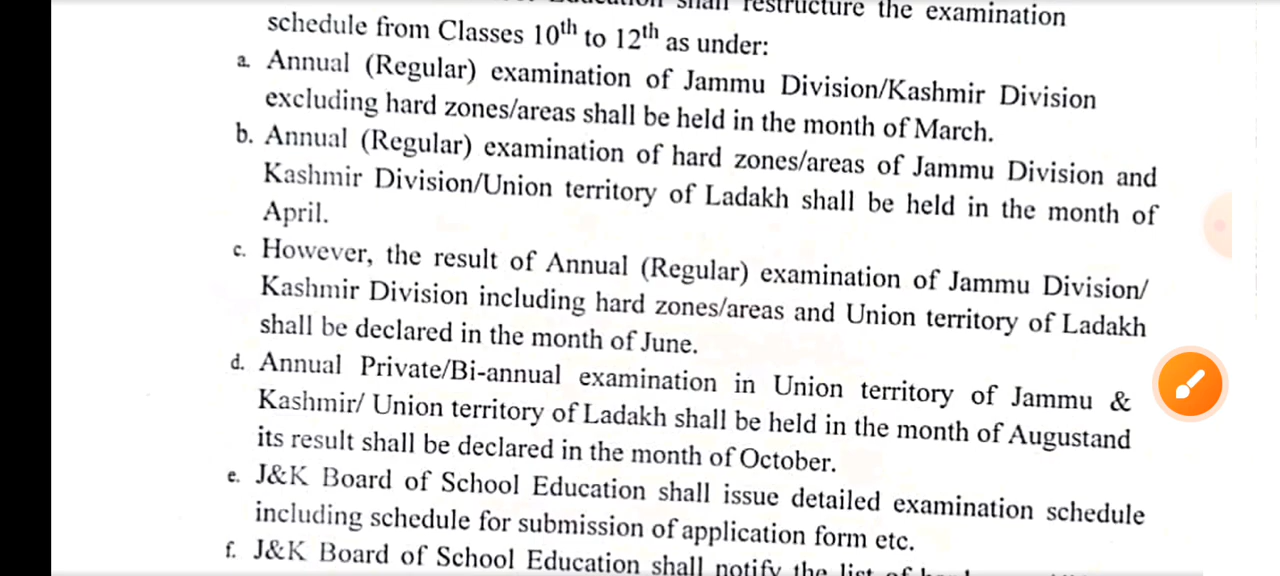 shall restructure the examination
schedule from Classes 10th to 12th as under:
a. Annual (Regular) examination of Jammu Division/Kashmir Division
excluding hard zones/areas shall be held in the month of March.
b. Annual (Regular) examination of hard zones/areas of Jammu Division and
Kashmir Division/Union territory of Ladakh shall be held in the month of
April.
c. However, the result of Annual (Regular) examination of Jammu Division/
Kashmir Division including hard zones/areas and Union territory of Ladakh
shall be declared in the month of June.
d. Annual Private/Bi-annual examination in Union territory of Jammu &
Kashmir/ Union territory of Ladakh shall be held in the month of Augustand
its result shall be declared in the month of October.
e. J&K Board of School Education shall issue detailed examination schedule
including schedule for submission of application form etc.
f. J&K Board of School Education shall notify the list of